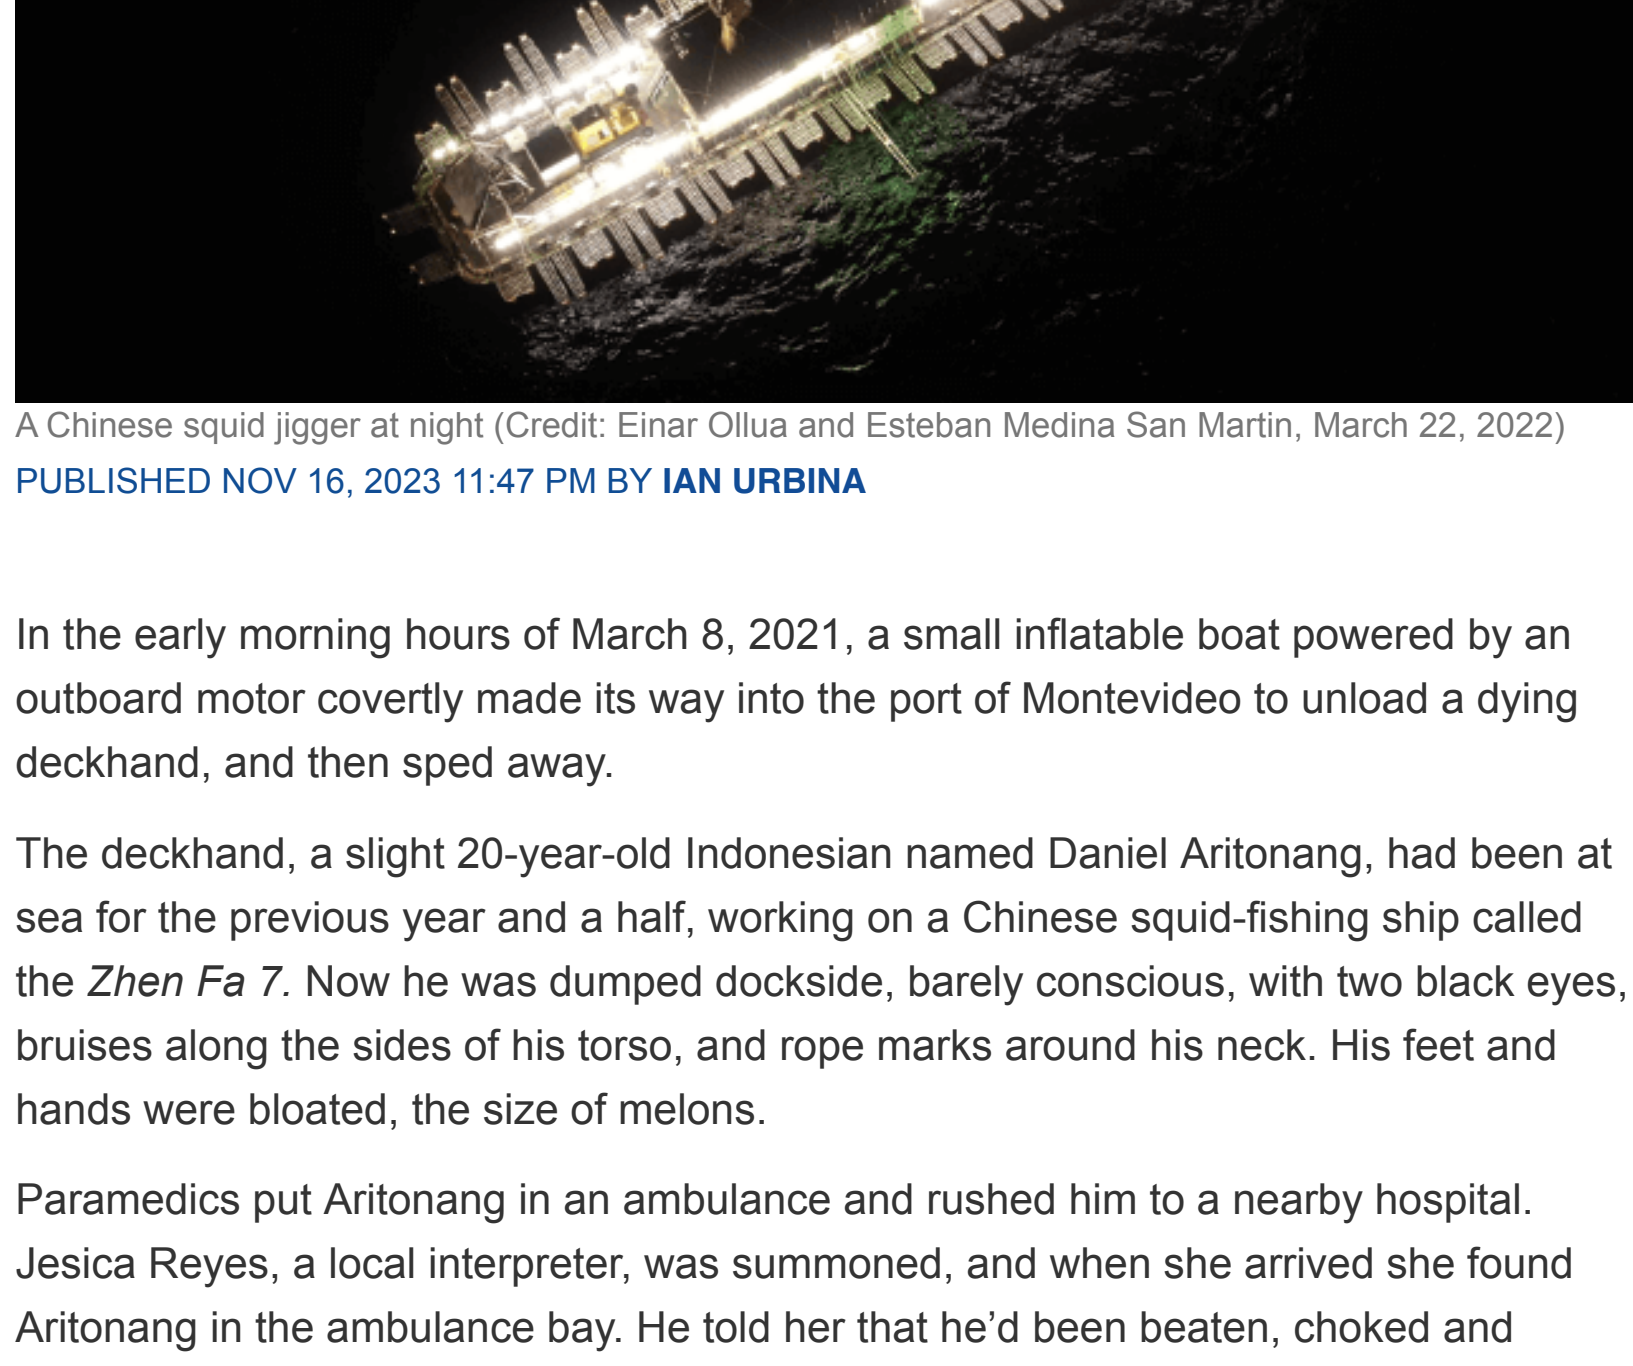 A Chinese squid jigger at night (Credit: Einar Ollua and Esteban Medina San Martin, March 22, 2022)
PUBLISHED NOV 16, 2023 11:47 PM BY IAN URBINA
In the early morning hours of March 8, 2021, a small inflatable boat powered by an
outboard motor covertly made its way into the port of Montevideo to unload a dying
deckhand, and then sped away.
The deckhand, a slight 20-year-old Indonesian named Daniel Aritonang, had been at
sea for the previous year and a half, working on a Chinese squid-fishing ship called
the Zhen Fa 7. Now he was dumped dockside, barely conscious, with two black eyes,
bruises along the sides of his torso, and rope marks around his neck. His feet and
hands were bloated, the size of melons.
Paramedics put Aritonang in an ambulance and rushed him to a nearby hospital.
Jesica Reyes, a local interpreter, was summoned, and when she arrived she found
Aritonang in the ambulance bay. He told her that he’d been beaten, choked and